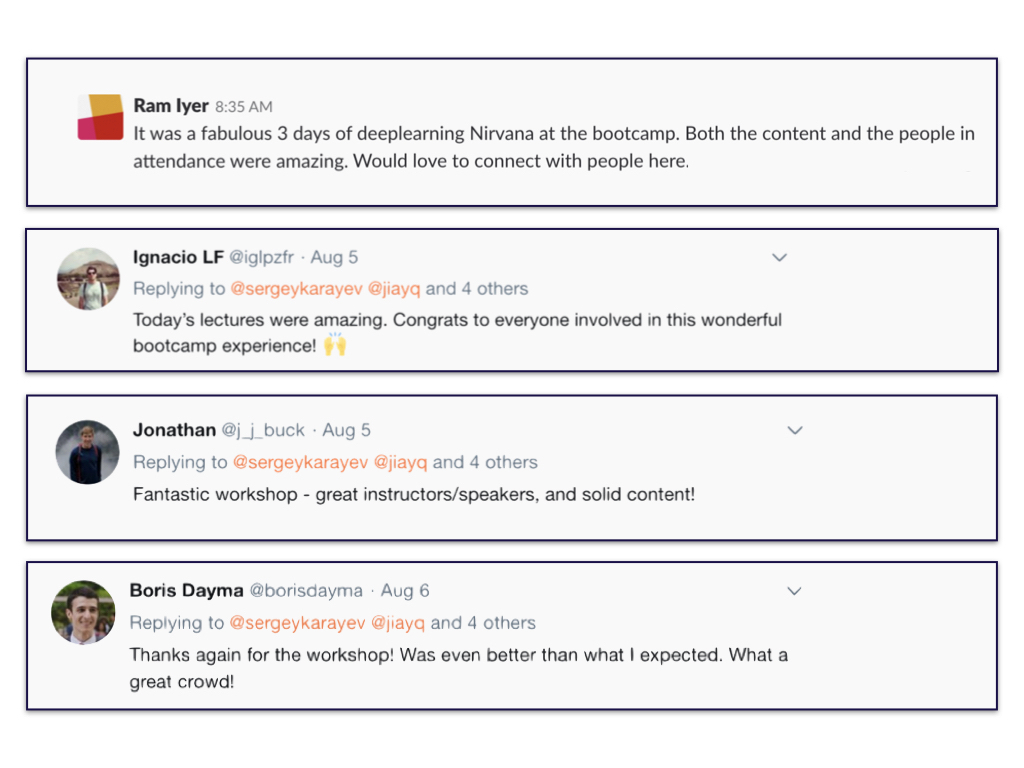 Ram Iyer 8:35 AM
It was a fabulous 3 days of deeplearning Nirvana at the bootcamp. Both the content and the people in
attendance were amazing. Would love to connect with people here.
Ignacio LF @iglpzfr · Aug 5
Replying to @sergeykarayev @jiayq and 4 others
Today’s lectures were amazing. Congrats to everyone involved in this wonderful
bootcamp experience! 🙌
Jonathan @j_j_buck · Aug 5
Replying to @sergeykarayev @jiayq and 4 others
Fantastic workshop - great instructors/speakers, and solid content!
Boris Dayma @borisdayma · Aug 6
Replying to @sergeykarayev @jiayq and 4 others
Thanks again for the workshop! Was even better than what I expected. What a
great crowd!